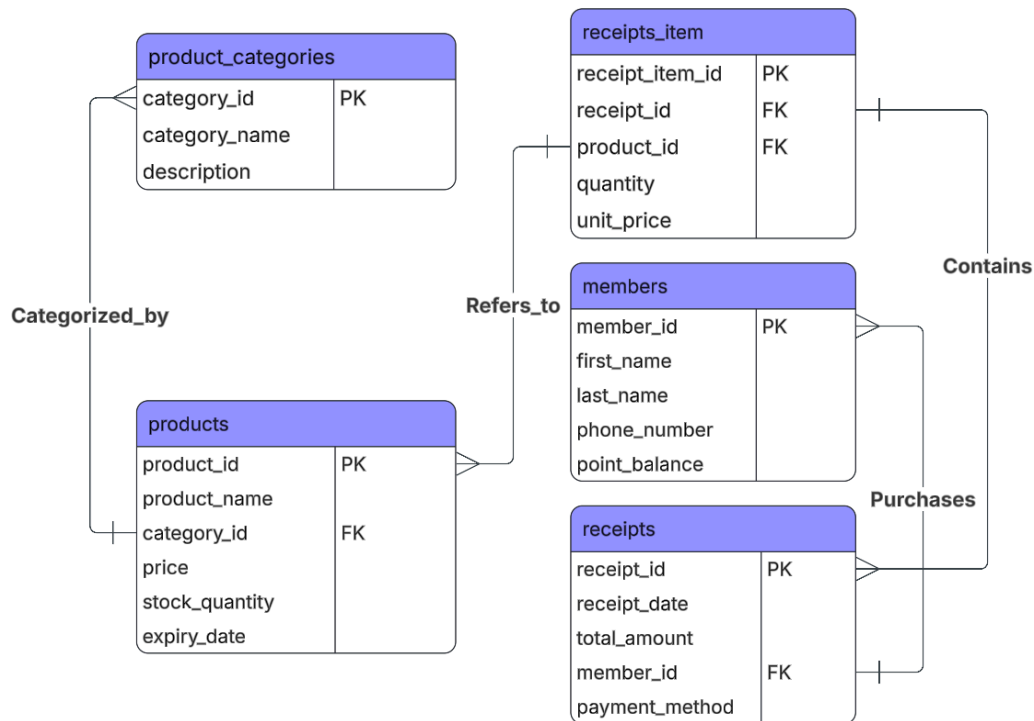 product_categories
category_id PK
category_name
description
receipts_item
receipt_item_id PK
receipt_id FK
product_id FK
quantity
unit_price
Contains
Categorized_by
Refers_to
members
member_id PK
first_name
last_name
phone_number
point_balance
products
product_id PK
product_name
category_id FK
price
stock_quantity
expiry_date
Purchases
receipts
receipt_id PK
receipt_date
total_amount
member_id FK
payment_method